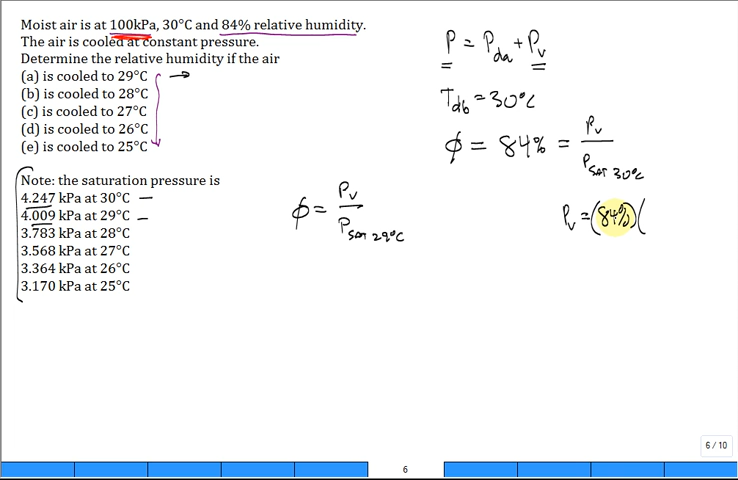 Moist air is at 100kPa, 30°C and 84% relative humidity.
The air is cooled at constant pressure.
Determine the relative humidity if the air
(a) is cooled to 29°C →
(b) is cooled to 28°C
(c) is cooled to 27°C
(d) is cooled to 26°C
(e) is cooled to 25°C
Note: the saturation pressure is
4.247 kPa at 30°C –
4.009 kPa at 29°C –
3.783 kPa at 28°C
3.568 kPa at 27°C
3.364 kPa at 26°C
3.170 kPa at 25°C
ϕ = Pv / Psat 29°C
P = Pda + Pv
Tdb = 30°C
ϕ = 84% = Pv / Psat 30°C
Pv = (84%)(
6 / 10
6